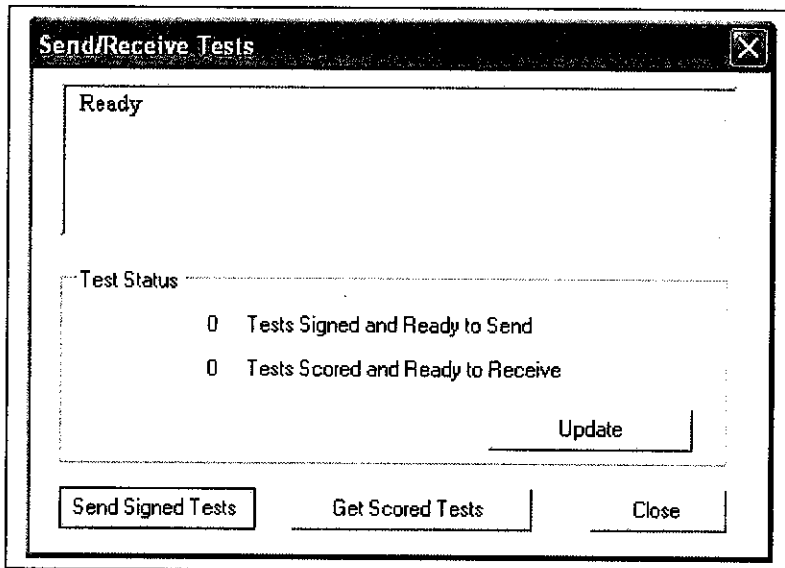 Send/Receive Tests
Ready
Test Status
0 Tests Signed and Ready to Send
0 Tests Scored and Ready to Receive
Update
Send Signed Tests Get Scored Tests Close